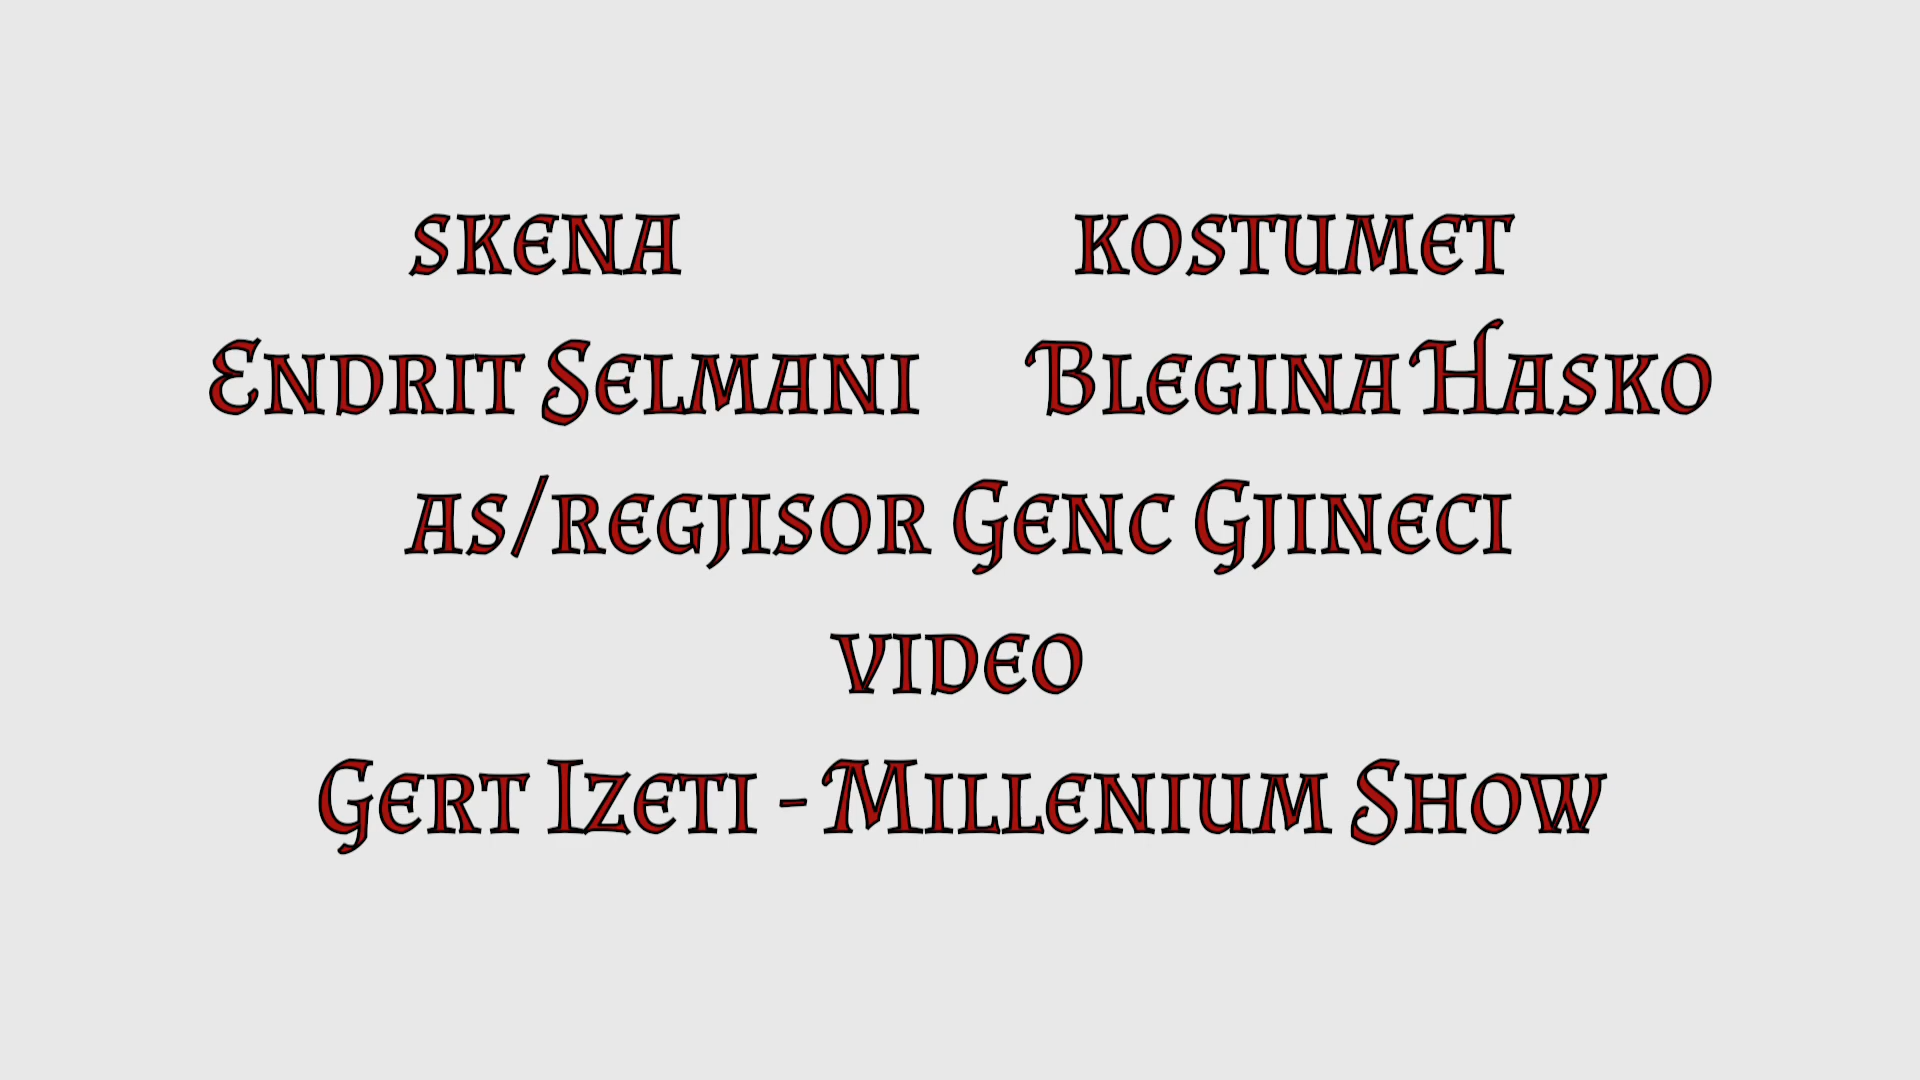 skena kostumet
Endrit Selmani Blegina Hasko
as/regjisor Genc Gjineci
video
Gert Izeti - Millenium Show